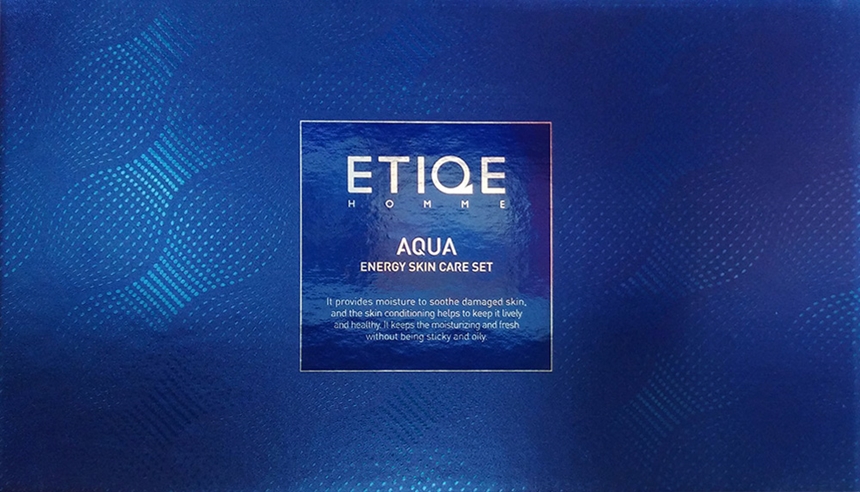 ETIQE
HOMME
AQUA
ENERGY SKIN CARE SET
It provides moisture to soothe damaged skin,
and the skin conditioning helps to keep it lively
and healthy. It keeps the moisturizing and fresh
without being sticky and oily.